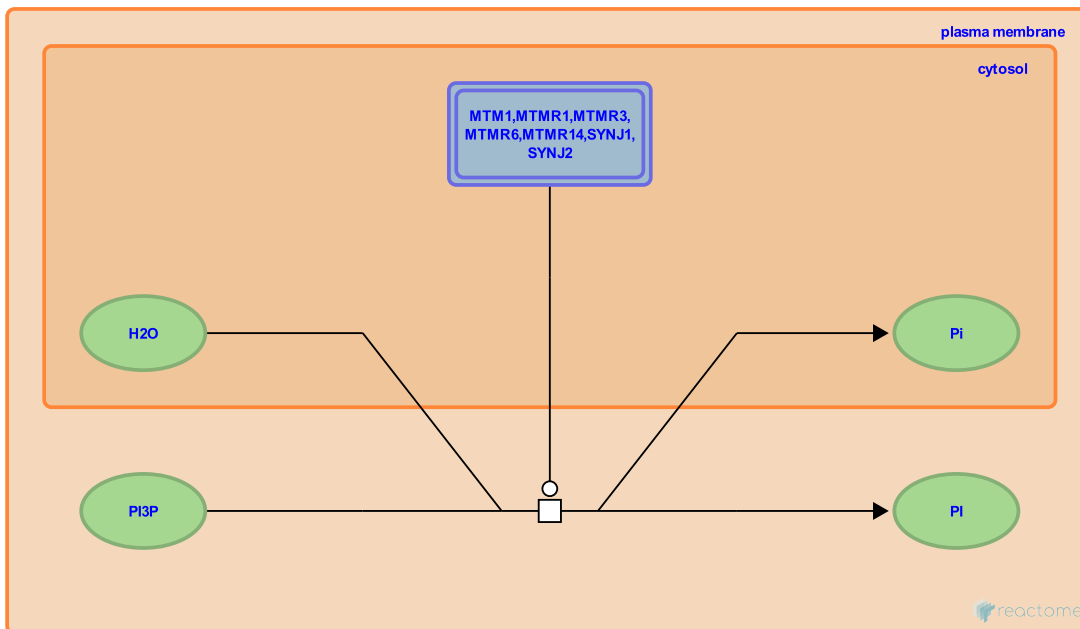 plasma membrane
cytosol
MTM1,MTMR1,MTMR3,
MTMR6,MTMR14,SYNJ1,
SYNJ2
H2O
Pi
PI3P
PI
reactome